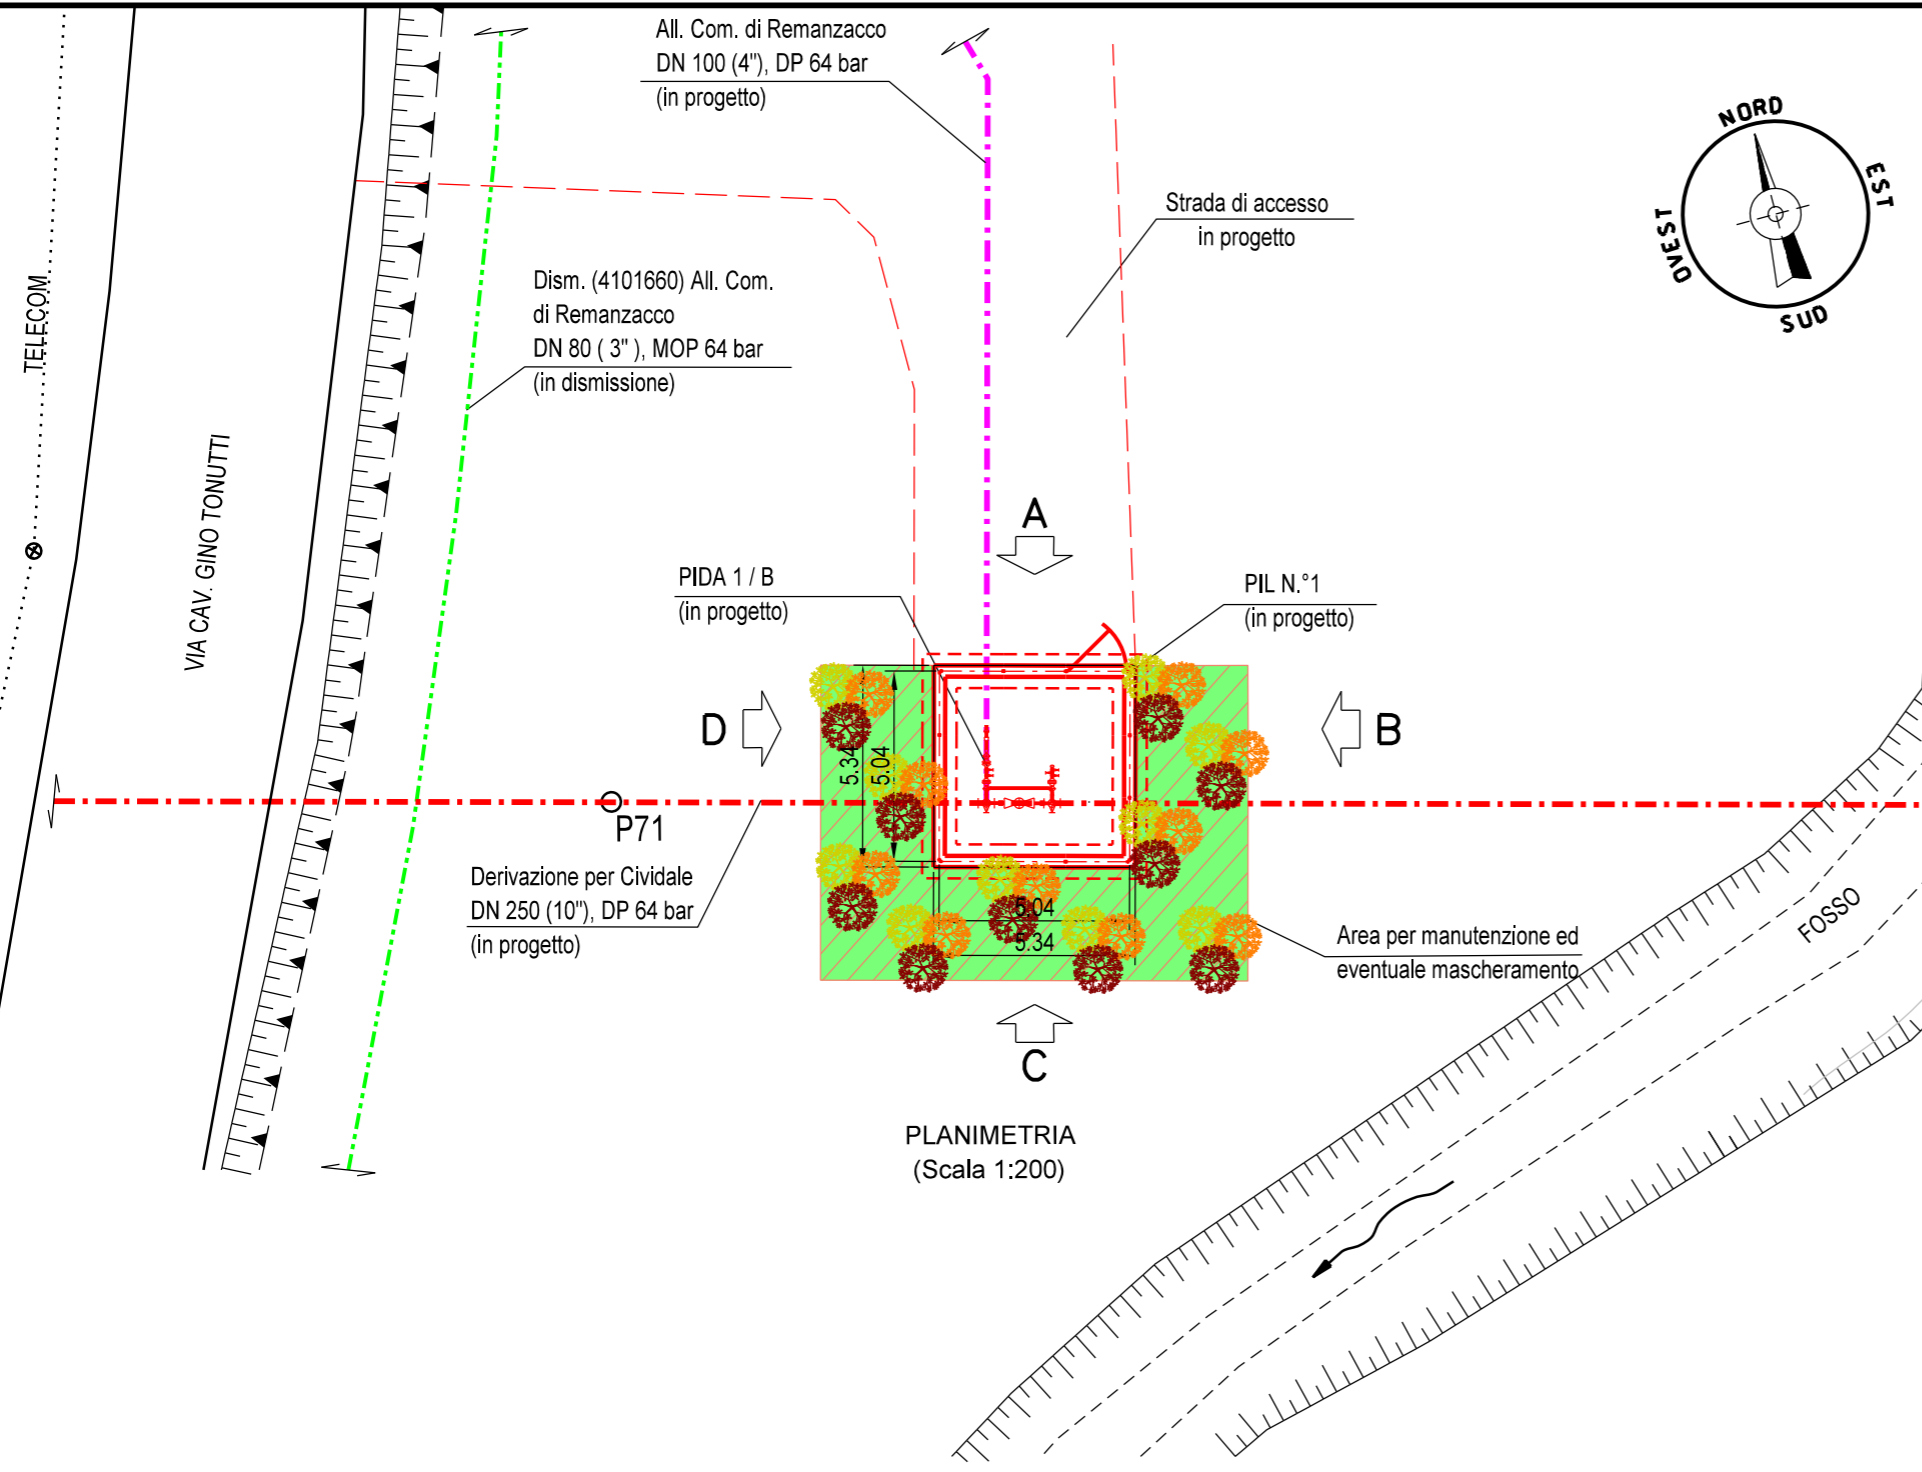 All. Com. di Remanzacco
DN 100 (4"), DP 64 bar
(in progetto)
NORD
EST
OVEST
SUD
Strada di accesso
in progetto
TELECOM
Dism. (4101660) All. Com.
di Remanzacco
DN 80 ( 3" ), MOP 64 bar
(in dismissione)
VIA CAV. GINO TONUTTI
A
PIDA 1 / B
(in progetto)
PIL N.°1
(in progetto)
D
B
5.34
5.04
P71
Derivazione per Cividale
DN 250 (10"), DP 64 bar
(in progetto)
5.04
5.34
Area per manutenzione ed
eventuale mascheramento
FOSSO
C
PLANIMETRIA
(Scala 1:200)